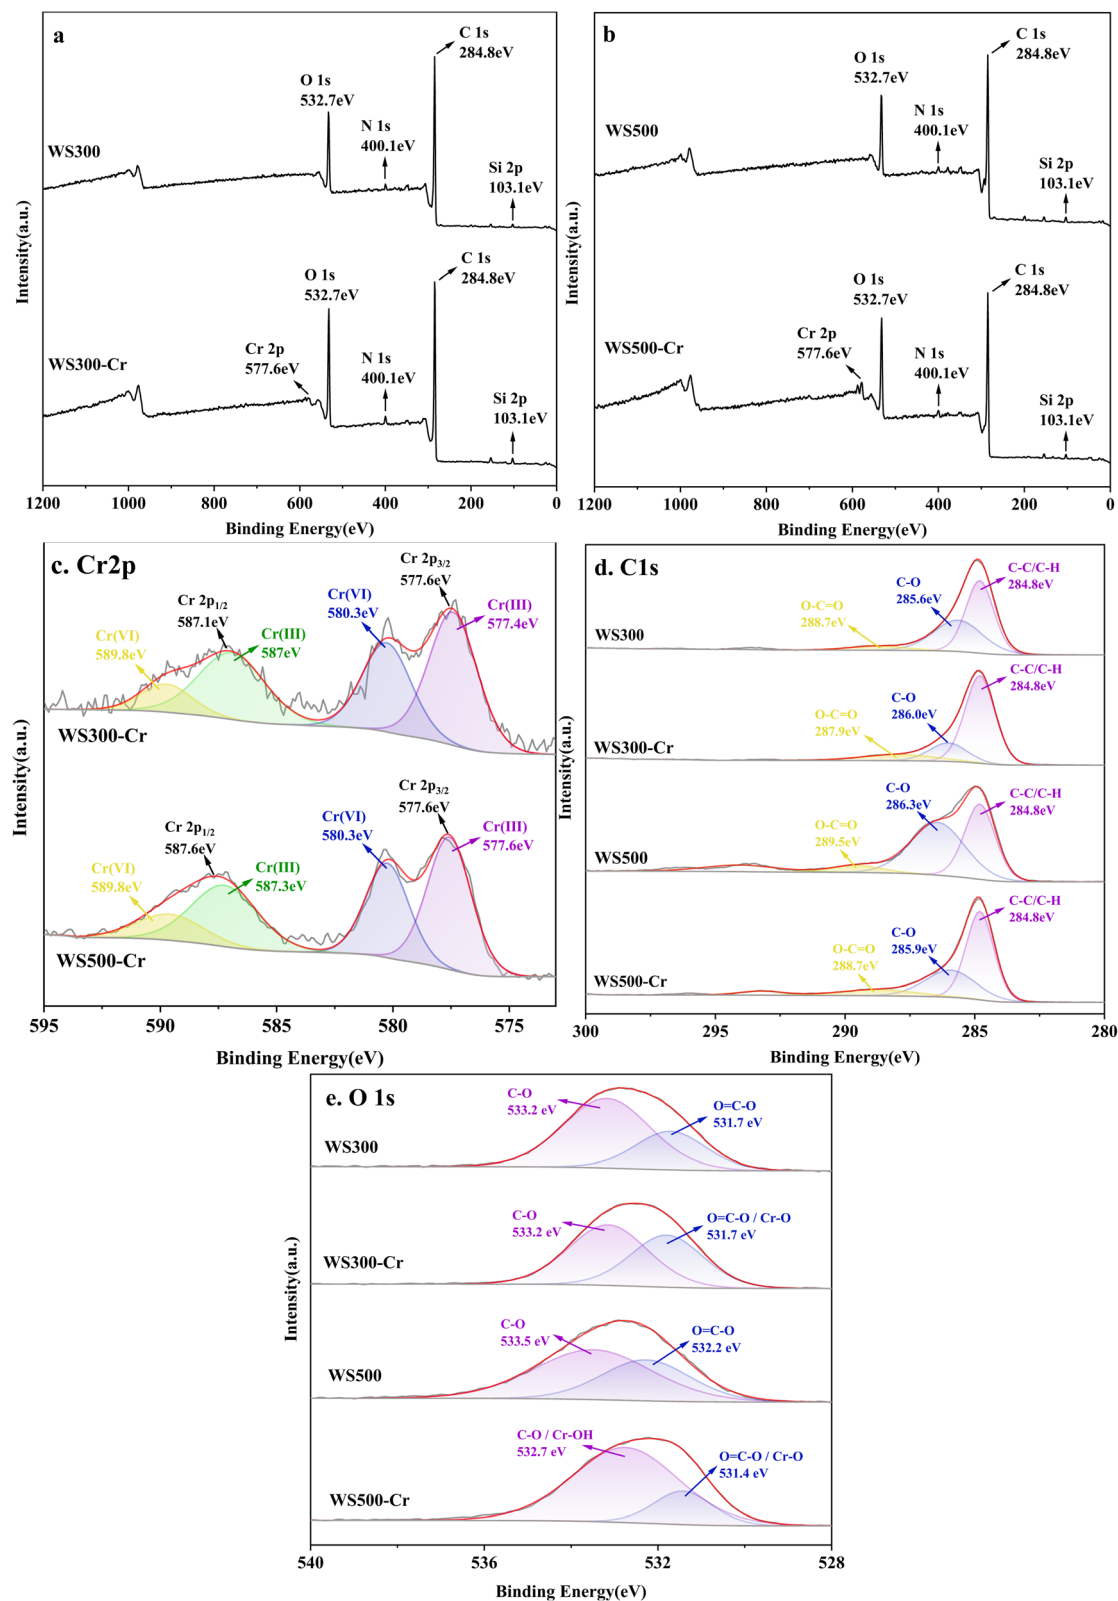 a
C 1s
284.8eV
O 1s
532.7eV
N 1s
400.1eV
WS300
Si 2p
103.1eV
C 1s
284.8eV
O 1s
532.7eV
Cr 2p
577.6eV
N 1s
400.1eV
WS300-Cr
Si 2p
103.1eV
Intensity(a.u.)
1200 1000 800 600 400 200 0
Binding Energy(eV)
b
C 1s
284.8eV
O 1s
532.7eV
N 1s
400.1eV
WS500
Si 2p
103.1eV
C 1s
284.8eV
O 1s
532.7eV
Cr 2p
577.6eV
N 1s
400.1eV
WS500-Cr
Si 2p
103.1eV
Intensity(a.u.)
1200 1000 800 600 400 200 0
Binding Energy(eV)
c. Cr2p
Cr 2p3/2
577.6eV
Cr(VI)
580.3eV
Cr(III)
577.4eV
Cr 2p1/2
587.1eV
Cr(VI)
589.8eV
Cr(III)
587eV
WS300-Cr
Cr 2p3/2
577.6eV
Cr(VI)
580.3eV
Cr(III)
577.6eV
Cr 2p1/2
587.6eV
Cr(VI)
589.8eV
Cr(III)
587.3eV
WS500-Cr
Intensity(a.u.)
595 590 585 580 575
Binding Energy(eV)
d. C1s
C-C/C-H
284.8eV
C-O
285.6eV
O-C=O
288.7eV
WS300
C-C/C-H
284.8eV
C-O
286.0eV
O-C=O
287.9eV
WS300-Cr
C-C/C-H
284.8eV
C-O
286.3eV
O-C=O
289.5eV
WS500
C-C/C-H
284.8eV
C-O
285.9eV
O-C=O
288.7eV
WS500-Cr
Intensity(a.u.)
300 295 290 285 280
Binding Energy(eV)
e. O 1s
C-O
533.2 eV
O=C-O
531.7 eV
WS300
C-O
533.2 eV
O=C-O / Cr-O
531.7 eV
WS300-Cr
C-O
533.5 eV
O=C-O
532.2 eV
WS500
C-O / Cr-OH
532.7 eV
O=C-O / Cr-O
531.4 eV
WS500-Cr
Intensity(a.u.)
540 536 532 528
Binding Energy(eV)